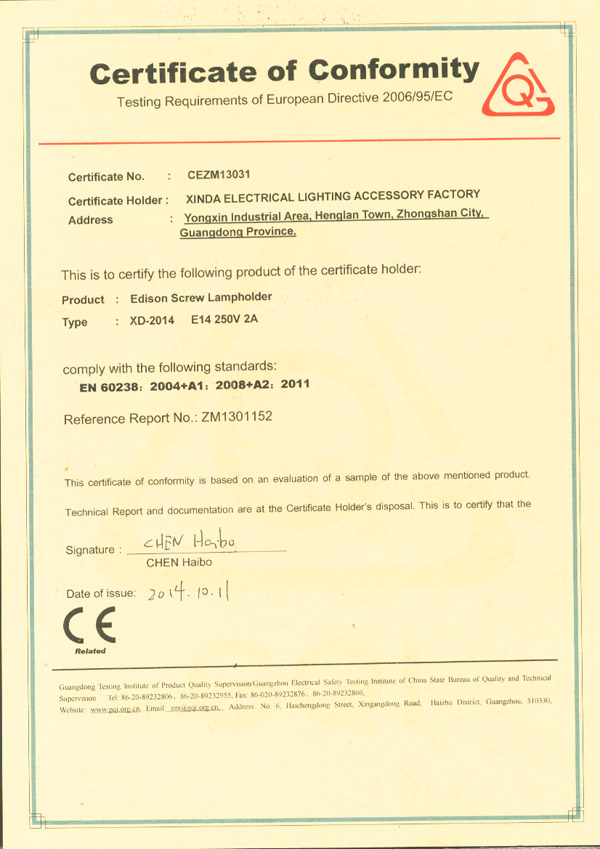 Certificate of Conformity
Testing Requirements of European Directive 2006/95/EC
GQI
Certificate No. : CEZM13031
Certificate Holder : XINDA ELECTRICAL LIGHTING ACCESSORY FACTORY
Address : Yongxin Industrial Area, Henglan Town, Zhongshan City,
Guangdong Province.
This is to certify the following product of the certificate holder:
Product : Edison Screw Lampholder
Type : XD-2014 E14 250V 2A
comply with the following standards:
EN 60238: 2004+A1: 2008+A2: 2011
Reference Report No.: ZM1301152
This certificate of conformity is based on an evaluation of a sample of the above mentioned product.
Technical Report and documentation are at the Certificate Holder's disposal. This is to certify that the
Signature : CHEN Haibo
CHEN Haibo
Date of issue: 2014.10.11
CE
Related
Guangdong Testing Institute of Product Quality Supervision/Guangzhou Electrical Safety Testing Institute of China State Bureau of Quality and Technical
Supervision Tel: 86-20-89232806、86-20-89232955, Fax: 86-020-89232876、86-20-89232860,
Website: www.gqi.org.cn, Email zm@gqi.org.cn, Address: No. 6, Haichengdong Street, Xingangdong Road, Haizhu District, Guangzhou, 510330,